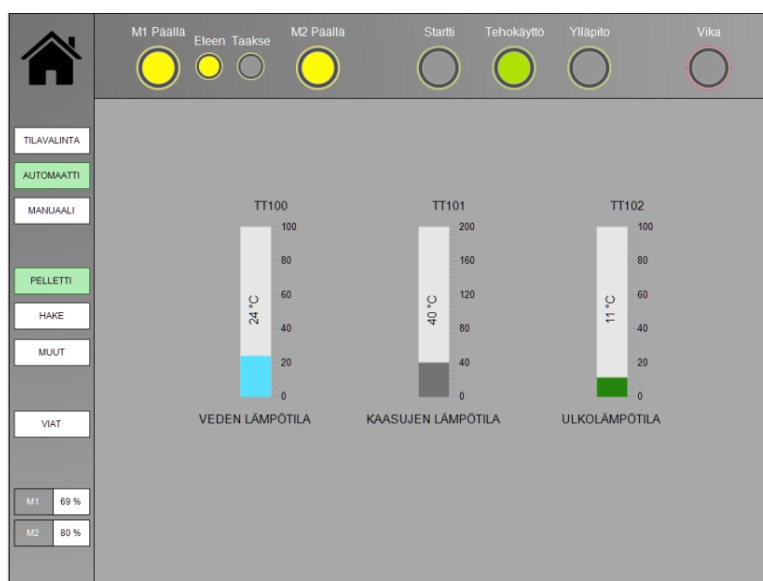 M1 Päällä
Eteen
Taakse
M2 Päällä
Startti
Tehokäyttö
Ylläpito
Vika
TILAVALINTA
AUTOMAATTI
MANUAALI
PELLETTI
HAKE
MUUT
VIAT
M1 69 %
M2 80 %
TT100
100
80
60
40
20
0
24 °C
VEDEN LÄMPÖTILA
TT101
200
160
120
80
40
0
40 °C
KAASUJEN LÄMPÖTILA
TT102
100
80
60
40
20
0
11 °C
ULKOLÄMPÖTILA